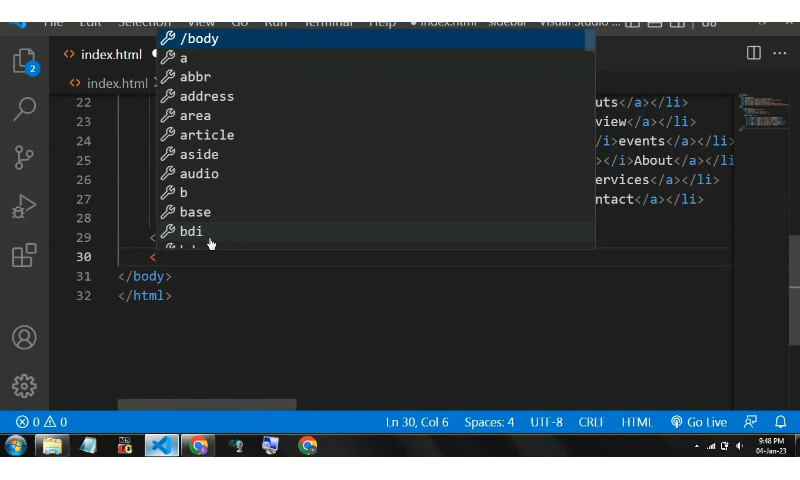 File Edit Selection View Go Run Terminal Help index.html - sidebar - Visual Studio ...
index.html
index.html
2
/body
a
abbr
address
area
article
aside
audio
b
base
bdi
22 uts</a></li>
23 view</a></li>
24 /i>events</a></li>
25 ></i>About</a></li
26 ervices</a></li>
27 ntact</a></li>
28
29 <
30 <
31 </body>
32 </html>
0 0 Ln 30, Col 6 Spaces: 4 UTF-8 CRLF HTML Go Live
9:48 PM
04-Jan-23